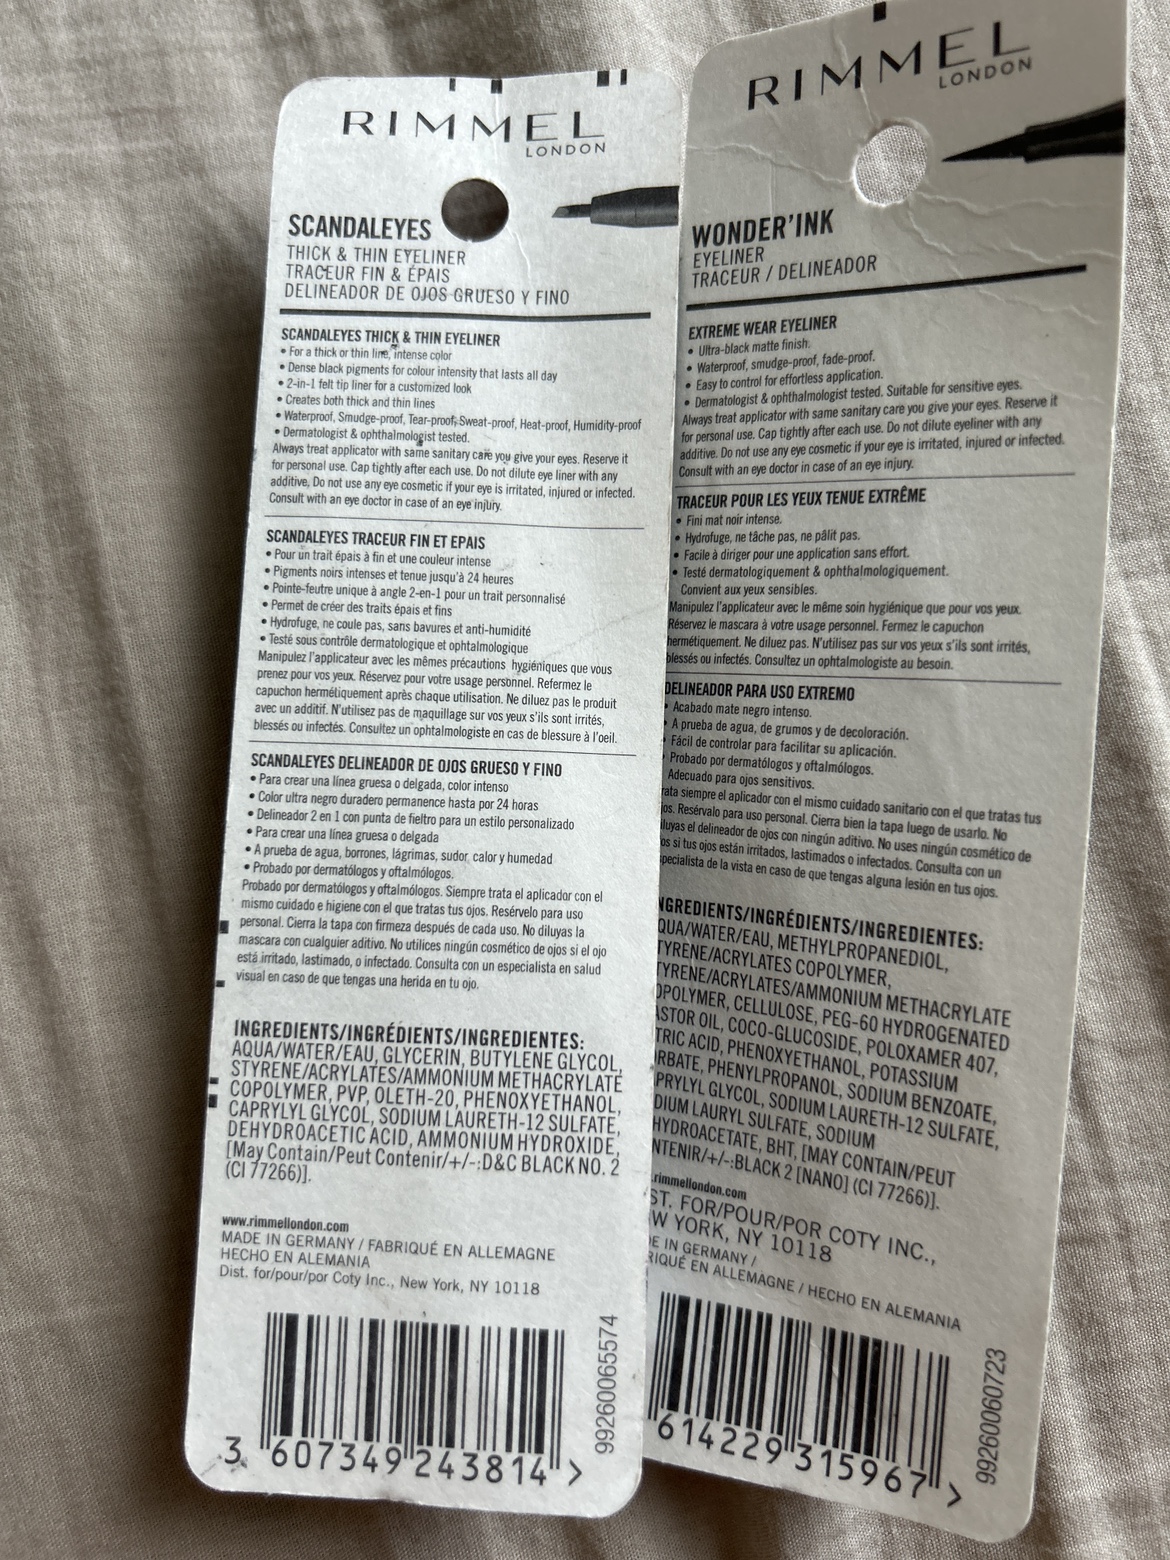 RIMMEL
LONDON
SCANDALEYES
THICK & THIN EYELINER
TRACEUR FIN & ÉPAIS
DELINEADOR DE OJOS GRUESO Y FINO
SCANDALEYES THICK & THIN EYELINER
• For a thick or thin line, intense color
• Dense black pigments for colour intensity that lasts all day
• 2-in-1 felt tip liner for a customized look
• Creates both thick and thin lines
• Waterproof, Smudge-proof, Tear-proof, Sweat-proof, Heat-proof, Humidity-proof
• Dermatologist & ophthalmologist tested.
Always treat applicator with same sanitary care you give your eyes. Reserve it
for personal use. Cap tightly after each use. Do not dilute eye liner with any
additive. Do not use any eye cosmetic if your eye is irritated, injured or infected.
Consult with an eye doctor in case of an eye injury.
SCANDALEYES TRACEUR FIN ET EPAIS
• Pour un trait épais à fin et une couleur intense
• Pigments noirs intenses et tenue jusqu'à 24 heures
• Pointe-feutre unique à angle 2-en-1 pour un trait personnalisé
• Permet de créer des traits épais et fins
• Hydrofuge, ne coule pas, sans bavures et anti-humidité
• Testé sous contrôle dermatologique et ophtalmologique
Manipulez l'applicateur avec les mêmes précautions hygiéniques que vous
prenez pour vos yeux. Réservez pour votre usage personnel. Refermez le
capuchon hermétiquement après chaque utilisation. Ne diluez pas le produit
avec un additif. N'utilisez pas de maquillage sur vos yeux s'ils sont irrités,
blessés ou infectés. Consultez un ophtalmologiste en cas de blessure à l'oeil.
SCANDALEYES DELINEADOR DE OJOS GRUESO Y FINO
• Para crear una línea gruesa o delgada, color intenso
• Color ultra negro duradero permanence hasta por 24 horas
• Delineador 2 en 1 con punta de fieltro para un estilo personalizado
• Para crear una línea gruesa o delgada
• A prueba de agua, borrones, lágrimas, sudor, calor y humedad
• Probado por dermatólogos y oftalmólogos.
Probado por dermatólogos y oftalmólogos. Siempre trata el aplicador con el
mismo cuidado e higiene con el que tratas tus ojos. Resérvelo para uso
personal. Cierra la tapa con firmeza después de cada uso. No diluyas la
mascara con cualquier aditivo. No utilices ningún cosmético de ojos si el ojo
está irritado, lastimado, o infectado. Consulta con un especialista en salud
visual en caso de que tengas una herida en tu ojo.
INGREDIENTS/INGRÉDIENTS/INGREDIENTES:
AQUA/WATER/EAU, GLYCERIN, BUTYLENE GLYCOL,
STYRENE/ACRYLATES/AMMONIUM METHACRYLATE
COPOLYMER, PVP, OLETH-20, PHENOXYETHANOL,
CAPRYLYL GLYCOL, SODIUM LAURETH-12 SULFATE,
DEHYDROACETIC ACID, AMMONIUM HYDROXIDE,
[May Contain/Peut Contenir/+/-:D&C BLACK NO. 2
(CI 77266)].
www.rimmellondon.com
MADE IN GERMANY / FABRIQUÉ EN ALLEMAGNE
HECHO EN ALEMANIA
Dist. for/pour/por Coty Inc., New York, NY 10118
99260065574
3 607349 243814 >
RIMMEL
LONDON
WONDER'INK
EYELINER
TRACEUR / DELINEADOR
EXTREME WEAR EYELINER
• Ultra-black matte finish.
• Waterproof, smudge-proof, fade-proof.
• Easy to control for effortless application.
• Dermatologist & ophthalmologist tested. Suitable for sensitive eyes.
Always treat applicator with same sanitary care you give your eyes. Reserve it
for personal use. Cap tightly after each use. Do not dilute eyeliner with any
additive. Do not use any eye cosmetic if your eye is irritated, injured or infected.
Consult with an eye doctor in case of an eye injury.
TRACEUR POUR LES YEUX TENUE EXTRÊME
• Fini mat noir intense.
• Hydrofuge, ne tâche pas, ne pâlit pas.
• Facile à diriger pour une application sans effort.
• Testé dermatologiquement & ophthalmologiquement.
Convient aux yeux sensibles.
Manipulez l'applicateur avec le même soin hygiénique que pour vos yeux.
Réservez le mascara à votre usage personnel. Fermez le capuchon
hermétiquement. Ne diluez pas. N'utilisez pas sur vos yeux s'ils sont irrités,
blessés ou infectés. Consultez un ophtalmologiste au besoin.
DELINEADOR PARA USO EXTREMO
• Acabado mate negro intenso.
• A prueba de agua, de grumos y de decoloración.
• Fácil de controlar para facilitar su aplicación.
• Probado por dermatólogos y oftalmólogos.
Adecuado para ojos sensitivos.
rata siempre el aplicador con el mismo cuidado sanitario con el que tratas tus
jos. Resérvalo para uso personal. Cierra bien la tapa luego de usarlo. No
luyas el delineador de ojos con ningún aditivo. No uses ningún cosmético de
os si tus ojos están irritados, lastimados o infectados. Consulta con un
specialista de la vista en caso de que tengas alguna lesión en tus ojos.
NGREDIENTS/INGRÉDIENTS/INGREDIENTES:
QUA/WATER/EAU, METHYLPROPANEDIOL,
TYRENE/ACRYLATES COPOLYMER,
TYRENE/ACRYLATES/AMMONIUM METHACRYLATE
OPOLYMER, CELLULOSE, PEG-60 HYDROGENATED
ASTOR OIL, COCO-GLUCOSIDE, POLOXAMER 407,
TRIC ACID, PHENOXYETHANOL, POTASSIUM
RBATE, PHENYLPROPANOL, SODIUM BENZOATE,
PRYLYL GLYCOL, SODIUM LAURETH-12 SULFATE,
DIUM LAURYL SULFATE, SODIUM
HYDROACETATE, BHT, [MAY CONTAIN/PEUT
NTENIR/+/-:BLACK 2 [NANO] (CI 77266)].
.rimmellondon.com
ST. FOR/POUR/POR COTY INC.,
W YORK, NY 10118
DE IN GERMANY /
RIQUÉ EN ALLEMAGNE / HECHO EN ALEMANIA
99260060723
614229 315967 >